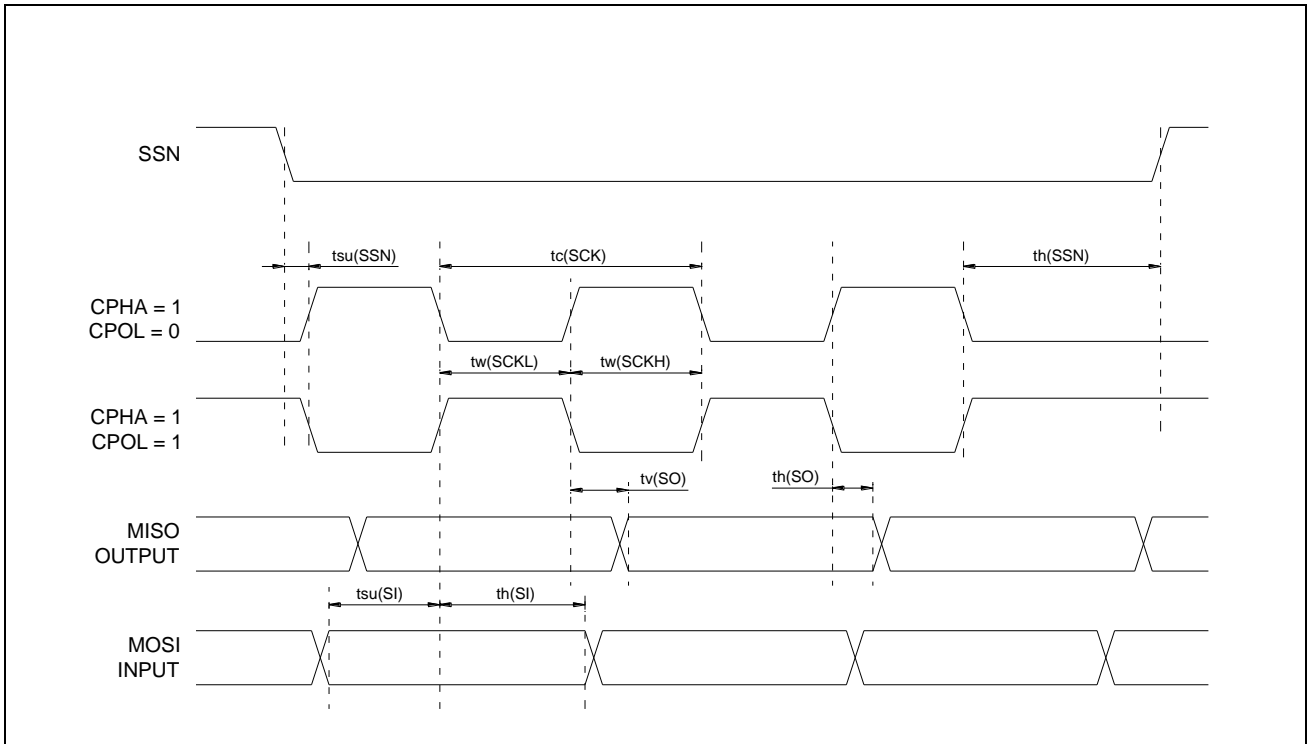 SSN
tsu(SSN)
tc(SCK)
th(SSN)
CPHA = 1
CPOL = 0
tw(SCKL)
tw(SCKH)
CPHA = 1
CPOL = 1
tv(SO)
th(SO)
MISO
OUTPUT
tsu(SI)
th(SI)
MOSI
INPUT